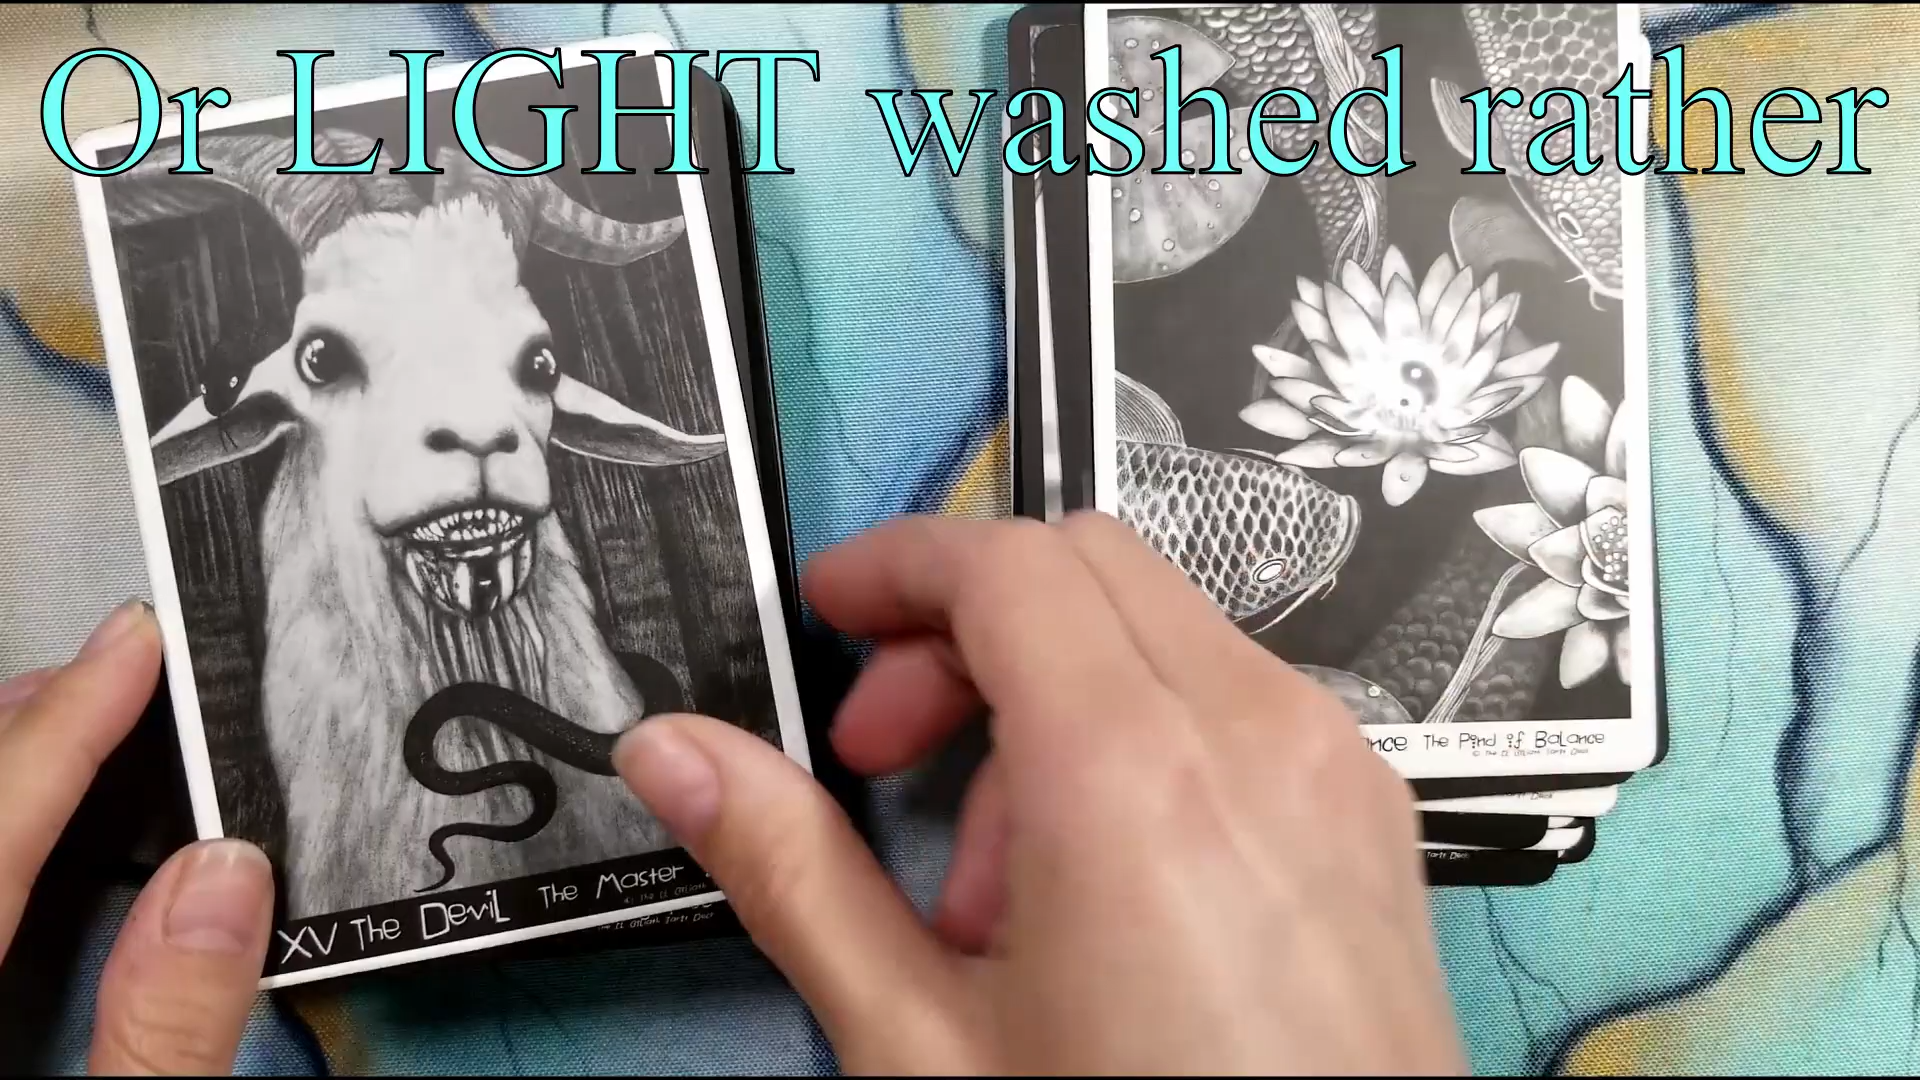 Or LIGHT washed rather
XV The Devil The Master
The Pond of Balance